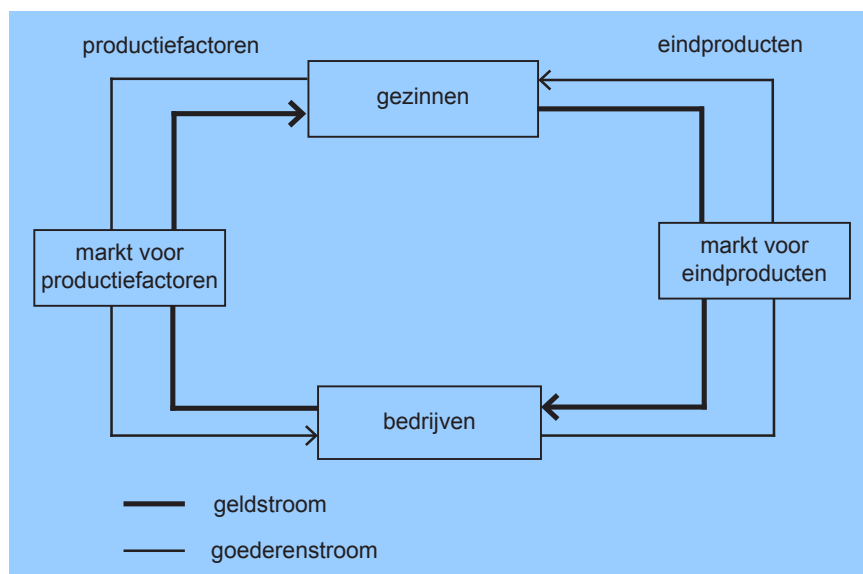 productiefactoren
eindproducten
gezinnen
markt voor
productiefactoren
markt voor
eindproducten
bedrijven
geldstroom
goederenstroom